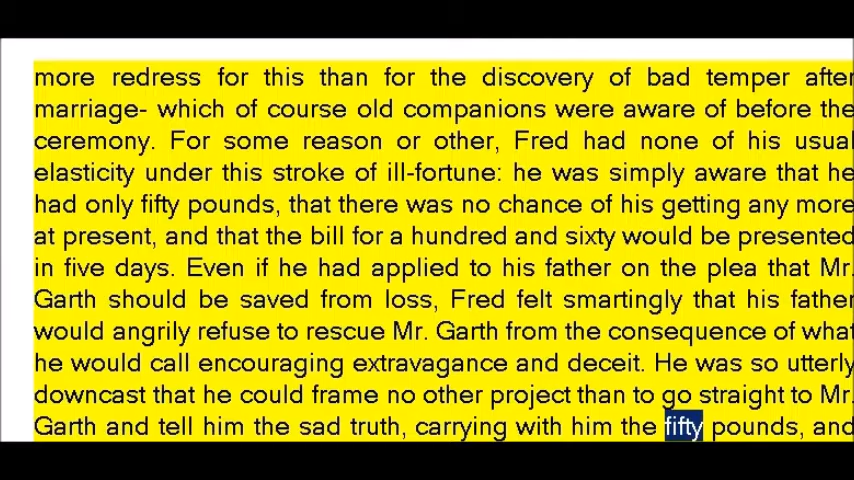 more redress for this than for the discovery of bad temper after
marriage- which of course old companions were aware of before the
ceremony. For some reason or other, Fred had none of his usual
elasticity under this stroke of ill-fortune: he was simply aware that he
had only fifty pounds, that there was no chance of his getting any more
at present, and that the bill for a hundred and sixty would be presented
in five days. Even if he had applied to his father on the plea that Mr.
Garth should be saved from loss, Fred felt smartingly that his father
would angrily refuse to rescue Mr. Garth from the consequence of what
he would call encouraging extravagance and deceit. He was so utterly
downcast that he could frame no other project than to go straight to Mr.
Garth and tell him the sad truth, carrying with him the fifty pounds, and